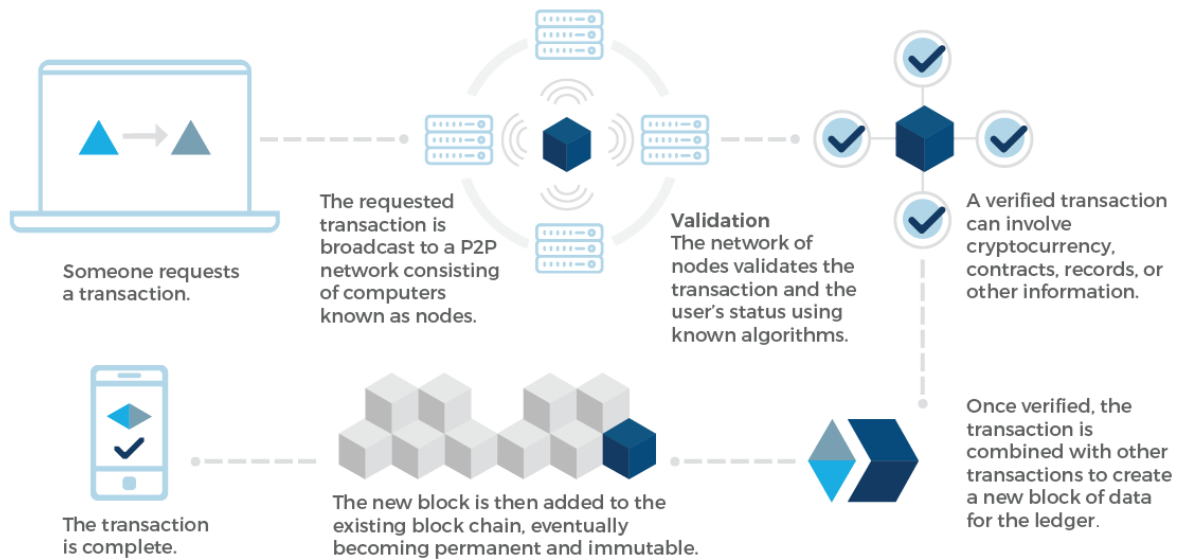 Someone requests
a transaction.
The requested
transaction is
broadcast to a P2P
network consisting
of computers
known as nodes.
Validation
The network of
nodes validates the
transaction and the
user's status using
known algorithms.
A verified transaction
can involve
cryptocurrency,
contracts, records, or
other information.
Once verified, the
transaction is
combined with other
transactions to create
a new block of data
for the ledger.
The new block is then added to the
existing block chain, eventually
becoming permanent and immutable.
The transaction
is complete.